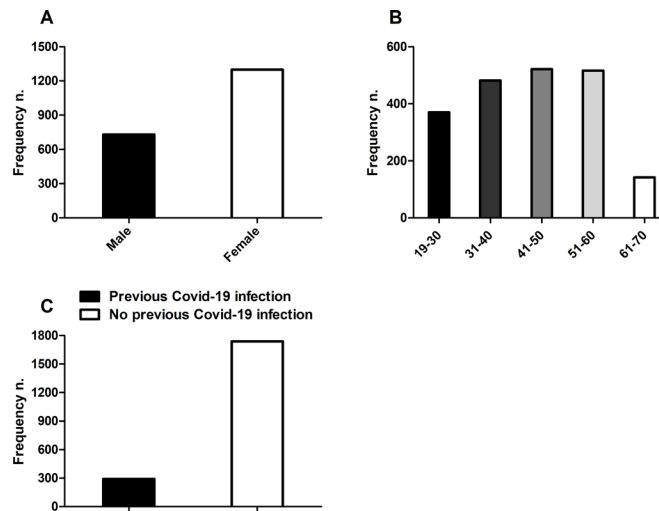 A
Frequency n.
1500
1200
900
600
300
0
Male
Female
B
Frequency n.
600
400
200
0
19-30
31-40
41-50
51-60
61-70
C
Previous Covid-19 infection
No previous Covid-19 infection
Frequency n.
1800
1500
1200
900
600
300
0